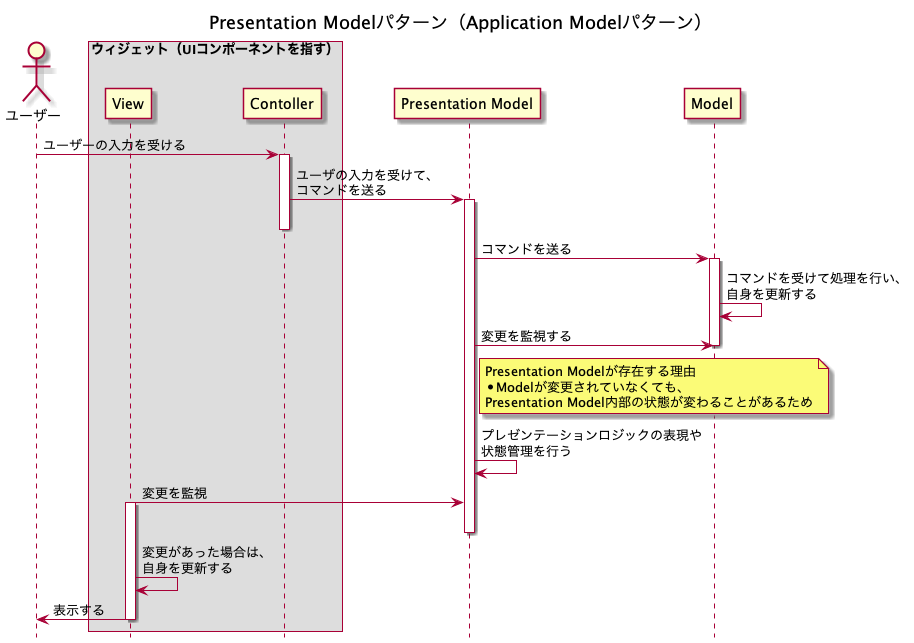 Presentation Modelパターン（Application Modelパターン）
ウィジェット（UIコンポーネントを指す）
ユーザー
View
Contoller
Presentation Model
Model
ユーザーの入力を受ける
ユーザの入力を受けて、
コマンドを送る
コマンドを送る
コマンドを受けて処理を行い、
自身を更新する
変更を監視する
Presentation Modelが存在する理由
•Modelが変更されていなくても、
Presentation Model内部の状態が変わることがあるため
プレゼンテーションロジックの表現や
状態管理を行う
変更を監視
変更があった場合は、
自身を更新する
表示する